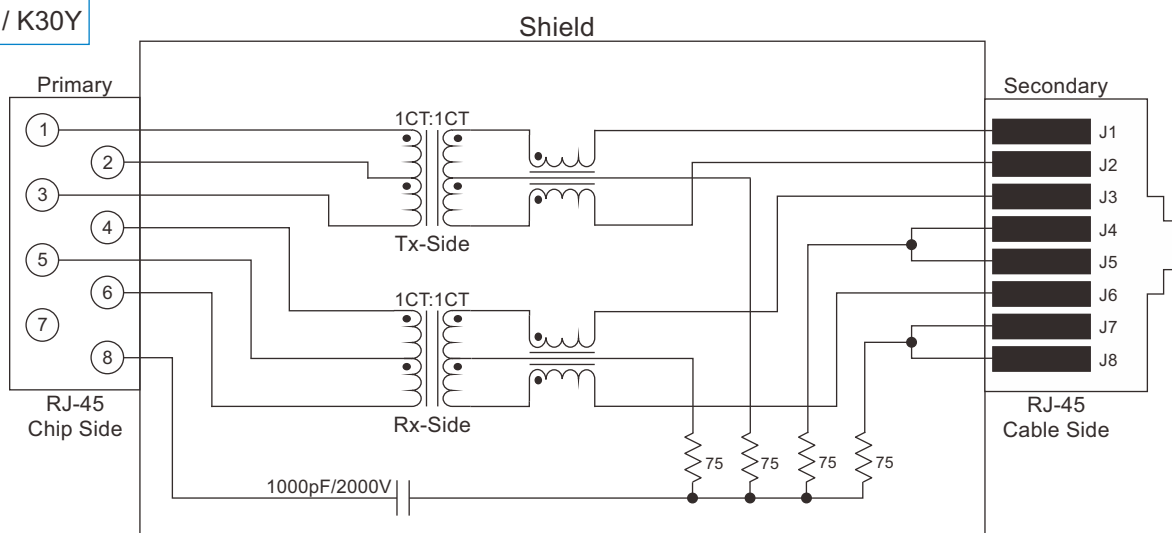 / K30Y
Shield
Primary
Secondary
1
2
3
4
5
6
7
8
1CT:1CT
Tx-Side
1CT:1CT
Rx-Side
J1
J2
J3
J4
J5
J6
J7
J8
RJ-45
Chip Side
RJ-45
Cable Side
75
75
75
75
1000pF/2000V